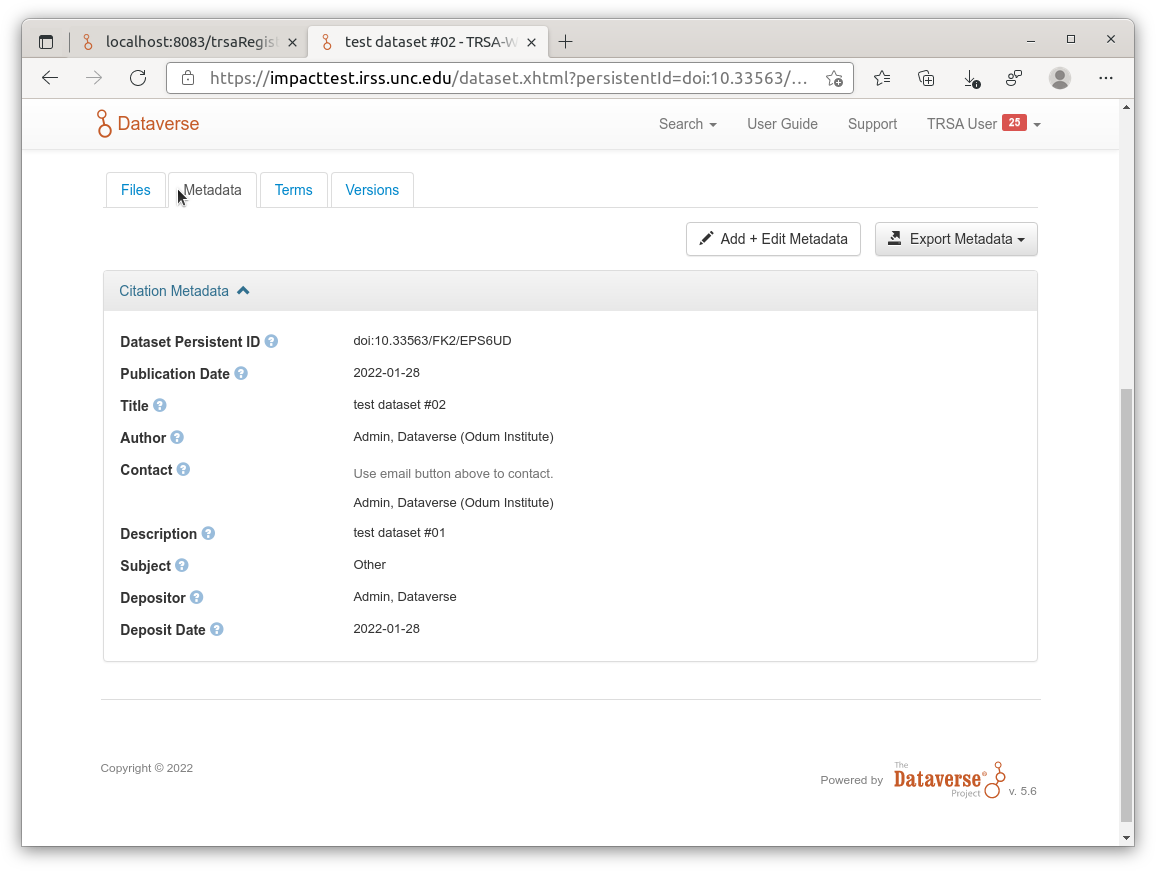 localhost:8083/trsaRegis
test dataset #02 - TRSA-W
https://impacttest.irss.unc.edu/dataset.xhtml?persistentId=doi:10.33563/...
Dataverse
Search
User Guide
Support
TRSA User 25
Files
Metadata
Terms
Versions
Add + Edit Metadata
Export Metadata
Citation Metadata
Dataset Persistent ID ? doi:10.33563/FK2/EPS6UD
Publication Date ? 2022-01-28
Title ? test dataset #02
Author ? Admin, Dataverse (Odum Institute)
Contact ? Use email button above to contact.
Admin, Dataverse (Odum Institute)
Description ? test dataset #01
Subject ? Other
Depositor ? Admin, Dataverse
Deposit Date ? 2022-01-28
Copyright © 2022
Powered by
The
Dataverse®
Project
v. 5.6